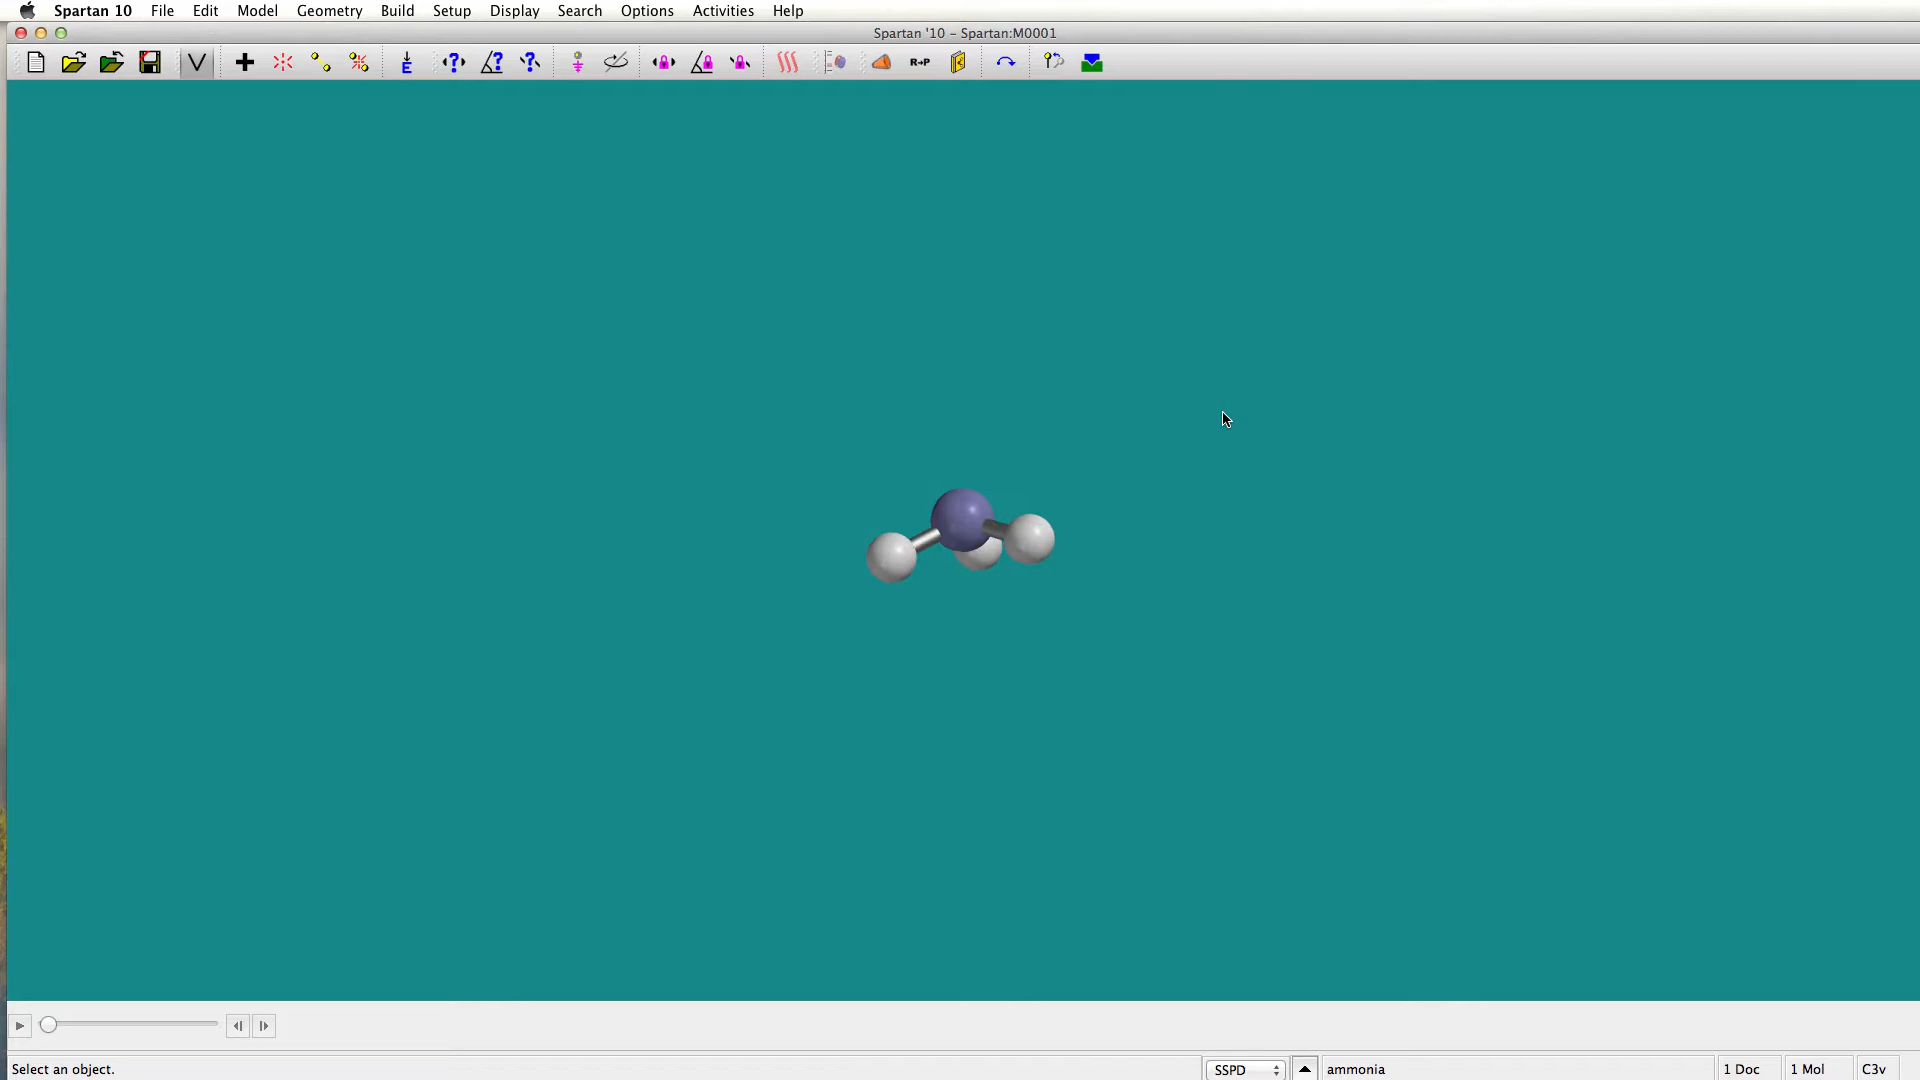 Spartan 10 File Edit Model Geometry Build Setup Display Search Options Activities Help
Spartan '10 - Spartan:M0001
V E ? ? ? R→P
Select an object. SSPD ammonia 1 Doc 1 Mol C3v